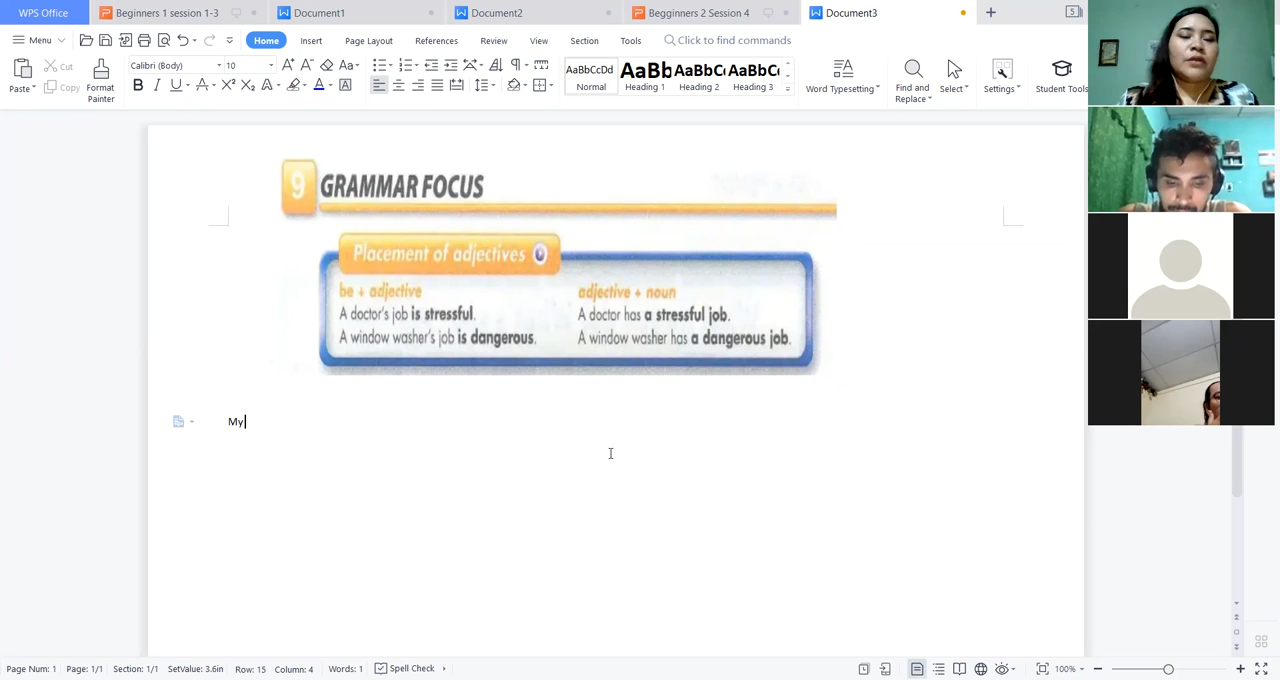 WPS Office
Beginners 1 session 1-3
Document1
Document2
Begginers 2 Session 4
Document3
5
Menu
Home
Insert
Page Layout
References
Review
View
Section
Tools
Click to find commands
Paste
Cut
Copy
Format
Painter
Calibri (Body)
10
AaBbCcDd
Normal
AaBb
Heading 1
AaBbC
Heading 2
AaBbC
Heading 3
Word Typesetting
Find and
Replace
Select
Settings
Student Tools
9 GRAMMAR FOCUS
Placement of adjectives
be + adjective
A doctor's job is stressful.
A window washer's job is dangerous.
adjective + noun
A doctor has a stressful job.
A window washer has a dangerous job.
My
Page Num: 1 Page: 1/1 Section: 1/1 SetValue: 3.6in Row: 15 Column: 4 Words: 1 Spell Check
100%